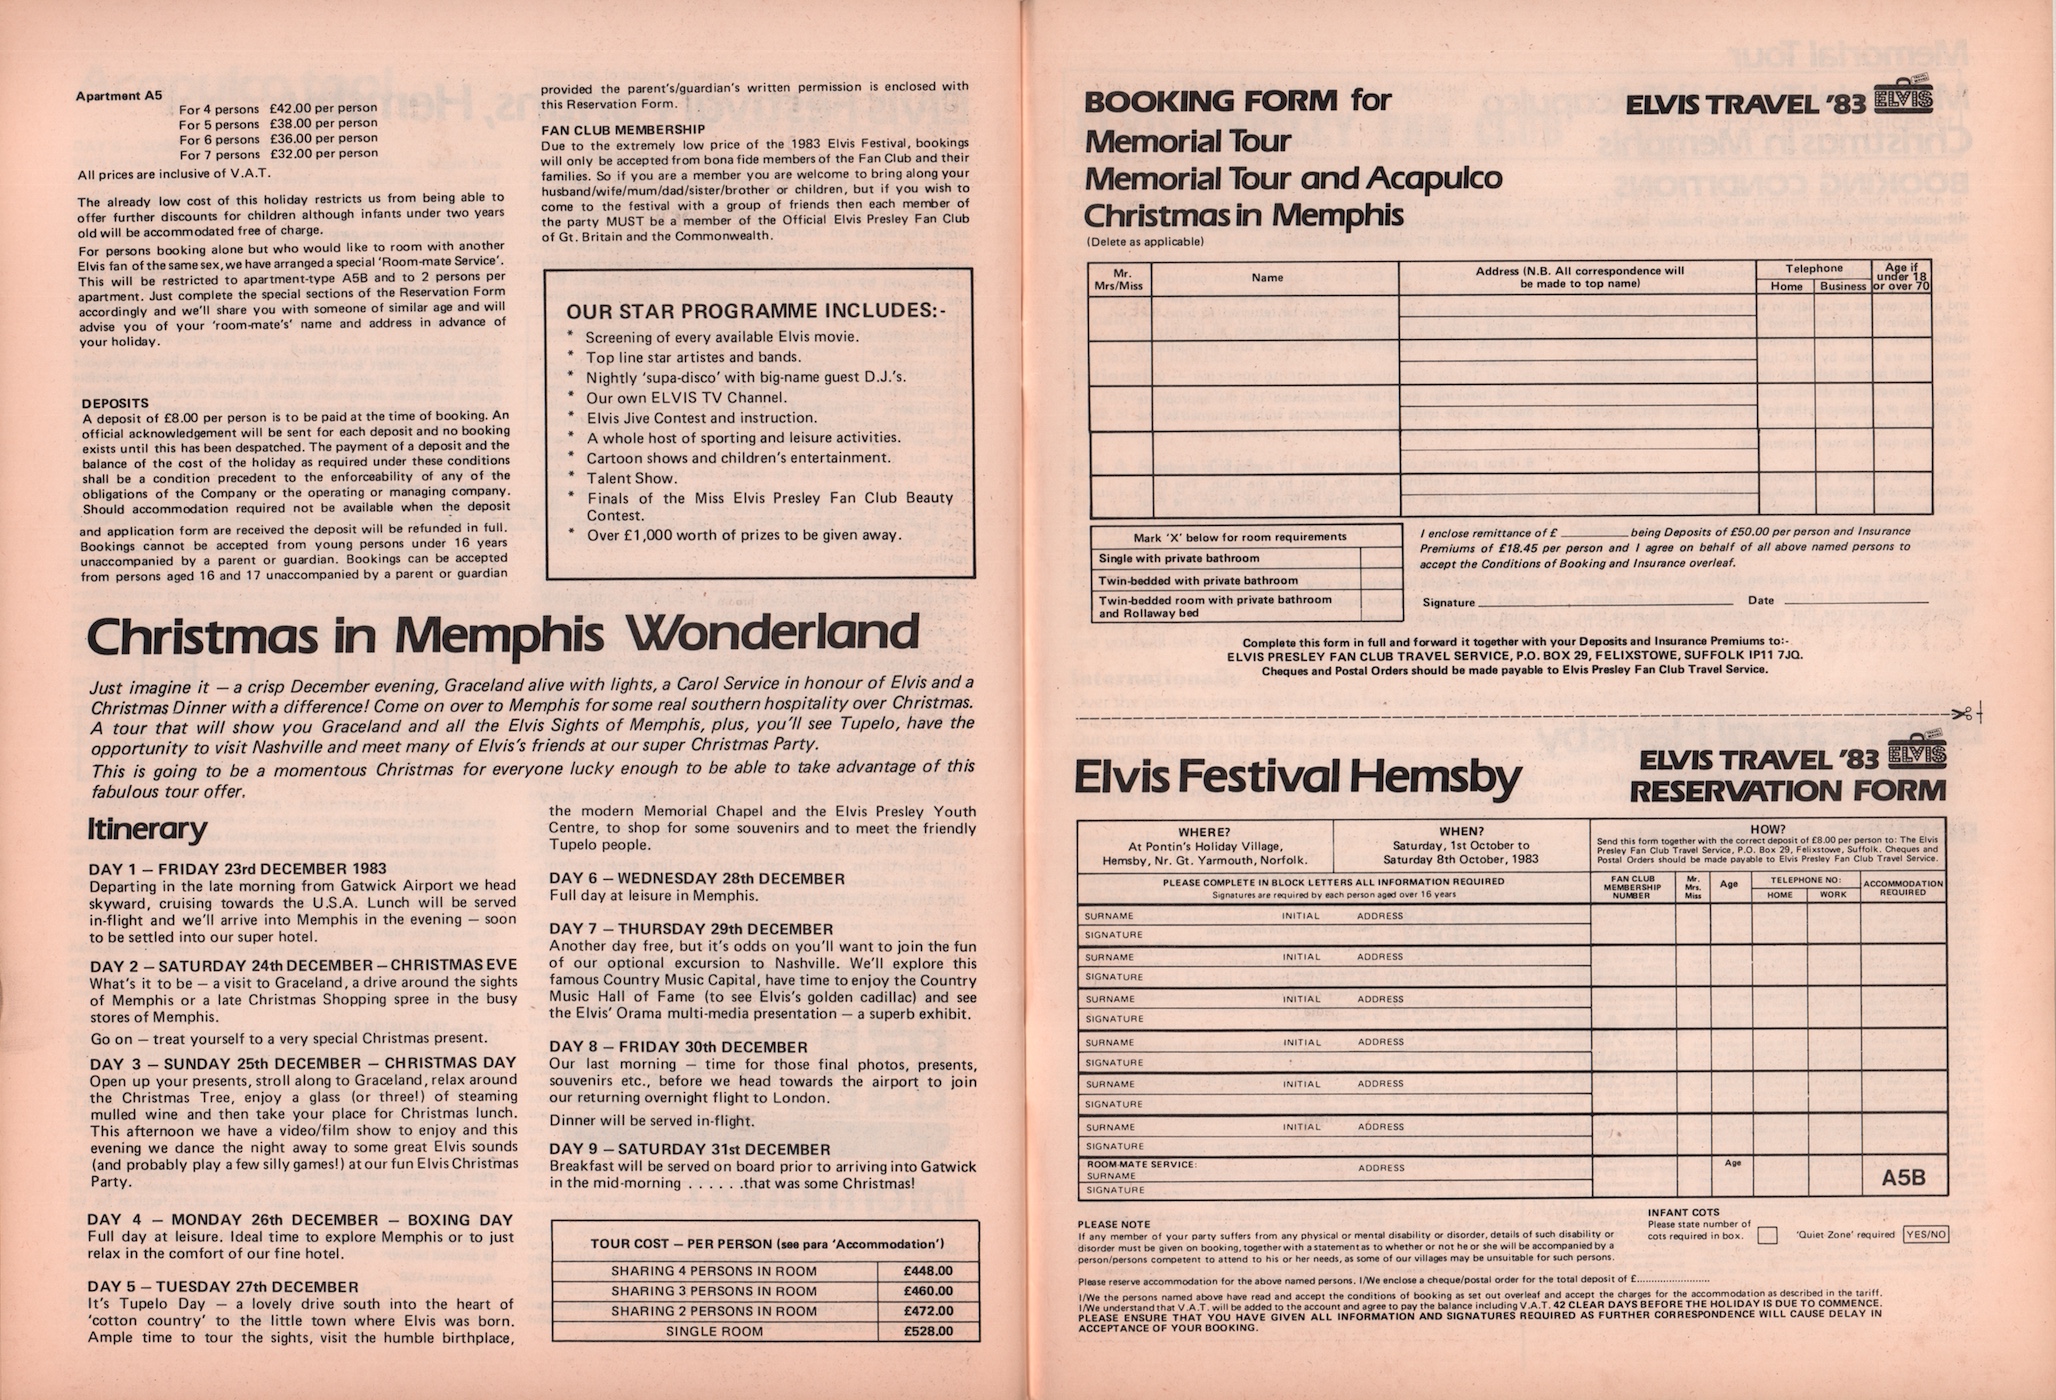 Apartment A5
For 4 persons £42.00 per person
For 5 persons £38.00 per person
For 6 persons £36.00 per person
For 7 persons £32.00 per person
All prices are inclusive of V.A.T.
The already low cost of this holiday restricts us from being able to
offer further discounts for children although infants under two years
old will be accommodated free of charge.
For persons booking alone but who would like to room with another
Elvis fan of the same sex, we have arranged a special 'Room-mate Service'.
This will be restricted to apartment-type A5B and to 2 persons per
apartment. Just complete the special sections of the Reservation Form
accordingly and we'll share you with someone of similar age and will
advise you of your 'room-mate's' name and address in advance of
your holiday.
DEPOSITS
A deposit of £8.00 per person is to be paid at the time of booking. An
official acknowledgement will be sent for each deposit and no booking
exists until this has been despatched. The payment of a deposit and the
balance of the cost of the holiday as required under these conditions
shall be a condition precedent to the enforceability of any of the
obligations of the Company or the operating or managing company.
Should accommodation required not be available when the deposit
and application form are received the deposit will be refunded in full.
Bookings cannot be accepted from young persons under 16 years
unaccompanied by a parent or guardian. Bookings can be accepted
from persons aged 16 and 17 unaccompanied by a parent or guardian
provided the parent's/guardian's written permission is enclosed with
this Reservation Form.
FAN CLUB MEMBERSHIP
Due to the extremely low price of the 1983 Elvis Festival, bookings
will only be accepted from bona fide members of the Fan Club and their
families. So if you are a member you are welcome to bring along your
husband/wife/mum/dad/sister/brother or children, but if you wish to
come to the festival with a group of friends then each member of
the party MUST be a member of the Official Elvis Presley Fan Club
of Gt. Britain and the Commonwealth.
OUR STAR PROGRAMME INCLUDES:-
* Screening of every available Elvis movie.
* Top line star artistes and bands.
* Nightly 'supa-disco' with big-name guest D.J.'s.
* Our own ELVIS TV Channel.
* Elvis Jive Contest and instruction.
* A whole host of sporting and leisure activities.
* Cartoon shows and children's entertainment.
* Talent Show.
* Finals of the Miss Elvis Presley Fan Club Beauty
Contest.
* Over £1,000 worth of prizes to be given away.
Christmas in Memphis Wonderland
Just imagine it — a crisp December evening, Graceland alive with lights, a Carol Service in honour of Elvis and a
Christmas Dinner with a difference! Come on over to Memphis for some real southern hospitality over Christmas.
A tour that will show you Graceland and all the Elvis Sights of Memphis, plus, you'll see Tupelo, have the
opportunity to visit Nashville and meet many of Elvis's friends at our super Christmas Party.
This is going to be a momentous Christmas for everyone lucky enough to be able to take advantage of this
fabulous tour offer.
Itinerary
DAY 1 — FRIDAY 23rd DECEMBER 1983
Departing in the late morning from Gatwick Airport we head
skyward, cruising towards the U.S.A. Lunch will be served
in-flight and we'll arrive into Memphis in the evening — soon
to be settled into our super hotel.
DAY 2 — SATURDAY 24th DECEMBER — CHRISTMAS EVE
What's it to be — a visit to Graceland, a drive around the sights
of Memphis or a late Christmas Shopping spree in the busy
stores of Memphis.
Go on — treat yourself to a very special Christmas present.
DAY 3 — SUNDAY 25th DECEMBER — CHRISTMAS DAY
Open up your presents, stroll along to Graceland, relax around
the Christmas Tree, enjoy a glass (or three!) of steaming
mulled wine and then take your place for Christmas lunch.
This afternoon we have a video/film show to enjoy and this
evening we dance the night away to some great Elvis sounds
(and probably play a few silly games!) at our fun Elvis Christmas
Party.
DAY 4 — MONDAY 26th DECEMBER — BOXING DAY
Full day at leisure. Ideal time to explore Memphis or to just
relax in the comfort of our fine hotel.
DAY 5 — TUESDAY 27th DECEMBER
It's Tupelo Day — a lovely drive south into the heart of
'cotton country' to the little town where Elvis was born.
Ample time to tour the sights, visit the humble birthplace,
the modern Memorial Chapel and the Elvis Presley Youth
Centre, to shop for some souvenirs and to meet the friendly
Tupelo people.
DAY 6 — WEDNESDAY 28th DECEMBER
Full day at leisure in Memphis.
DAY 7 — THURSDAY 29th DECEMBER
Another day free, but it's odds on you'll want to join the fun
of our optional excursion to Nashville. We'll explore this
famous Country Music Capital, have time to enjoy the Country
Music Hall of Fame (to see Elvis's golden cadillac) and see
the Elvis' Orama multi-media presentation — a superb exhibit.
DAY 8 — FRIDAY 30th DECEMBER
Our last morning — time for those final photos, presents,
souvenirs etc., before we head towards the airport to join
our returning overnight flight to London.
Dinner will be served in-flight.
DAY 9 — SATURDAY 31st DECEMBER
Breakfast will be served on board prior to arriving into Gatwick
in the mid-morning . . . . . .that was some Christmas!
TOUR COST — PER PERSON (see para 'Accommodation')
SHARING 4 PERSONS IN ROOM £448.00
SHARING 3 PERSONS IN ROOM £460.00
SHARING 2 PERSONS IN ROOM £472.00
SINGLE ROOM £528.00
BOOKING FORM for
Memorial Tour
Memorial Tour and Acapulco
Christmas in Memphis
(Delete as applicable)
ELVIS TRAVEL '83 ELVIS
Mr. Mrs/Miss Name Address (N.B. All correspondence will be made to top name) Telephone Home Business Age if under 18 or over 70
Mark 'X' below for room requirements
Single with private bathroom
Twin-bedded with private bathroom
Twin-bedded room with private bathroom
and Rollaway bed
I enclose remittance of £ __________ being Deposits of £50.00 per person and Insurance
Premiums of £18.45 per person and I agree on behalf of all above named persons to
accept the Conditions of Booking and Insurance overleaf.
Signature ____________________ Date ____________________
Complete this form in full and forward it together with your Deposits and Insurance Premiums to:-
ELVIS PRESLEY FAN CLUB TRAVEL SERVICE, P.O. BOX 29, FELIXSTOWE, SUFFOLK IP11 7JQ.
Cheques and Postal Orders should be made payable to Elvis Presley Fan Club Travel Service.
Elvis Festival Hemsby
ELVIS TRAVEL '83 ELVIS
RESERVATION FORM
WHERE?
At Pontin's Holiday Village,
Hemsby, Nr. Gt. Yarmouth, Norfolk.
WHEN?
Saturday, 1st October to
Saturday 8th October, 1983
HOW?
Send this form together with the correct deposit of £8.00 per person to: The Elvis
Presley Fan Club Travel Service, P.O. Box 29, Felixstowe, Suffolk. Cheques and
Postal Orders should be made payable to Elvis Presley Fan Club Travel Service.
PLEASE COMPLETE IN BLOCK LETTERS ALL INFORMATION REQUIRED
Signatures are required by each person aged over 16 years
FAN CLUB MEMBERSHIP NUMBER Mr. Mrs. Miss Age TELEPHONE NO: HOME WORK ACCOMMODATION REQUIRED
SURNAME INITIAL ADDRESS
SIGNATURE
SURNAME INITIAL ADDRESS
SIGNATURE
SURNAME INITIAL ADDRESS
SIGNATURE
SURNAME INITIAL ADDRESS
SIGNATURE
SURNAME INITIAL ADDRESS
SIGNATURE
SURNAME INITIAL ADDRESS
SIGNATURE
ROOM-MATE SERVICE: ADDRESS Age
SURNAME
SIGNATURE
A5B
PLEASE NOTE
If any member of your party suffers from any physical or mental disability or disorder, details of such disability or
disorder must be given on booking, together with a statement as to whether or not he or she will be accompanied by a
person/persons competent to attend to his or her needs, as some of our villages may be unsuitable for such persons.
INFANT COTS
Please state number of
cots required in box.
'Quiet Zone' required YES/NO
Please reserve accommodation for the above named persons. I/We enclose a cheque/postal order for the total deposit of £........................
I/We the persons named above have read and accept the conditions of booking as set out overleaf and accept the charges for the accommodation as described in the tariff.
I/We understand that V.A.T. will be added to the account and agree to pay the balance including V.A.T. 42 CLEAR DAYS BEFORE THE HOLIDAY IS DUE TO COMMENCE.
PLEASE ENSURE THAT YOU HAVE GIVEN ALL INFORMATION AND SIGNATURES REQUIRED AS FURTHER CORRESPONDENCE WILL CAUSE DELAY IN
ACCEPTANCE OF YOUR BOOKING.